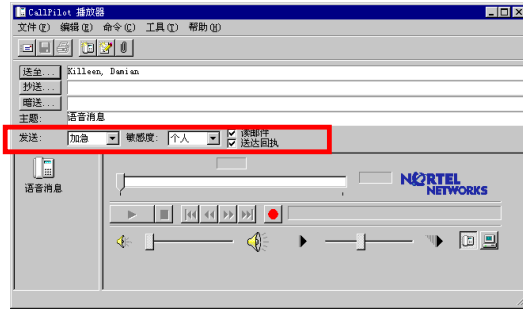 CallPilot 播放器
文件(F) 编辑(E) 命令(C) 工具(T) 帮助(H)
送至... Killeen, Damian
抄送...
暗送...
主题: 语音消息
发送: 加急 敏感度: 个人 读邮件
送达回执
语音消息
NORTEL
NETWORKS